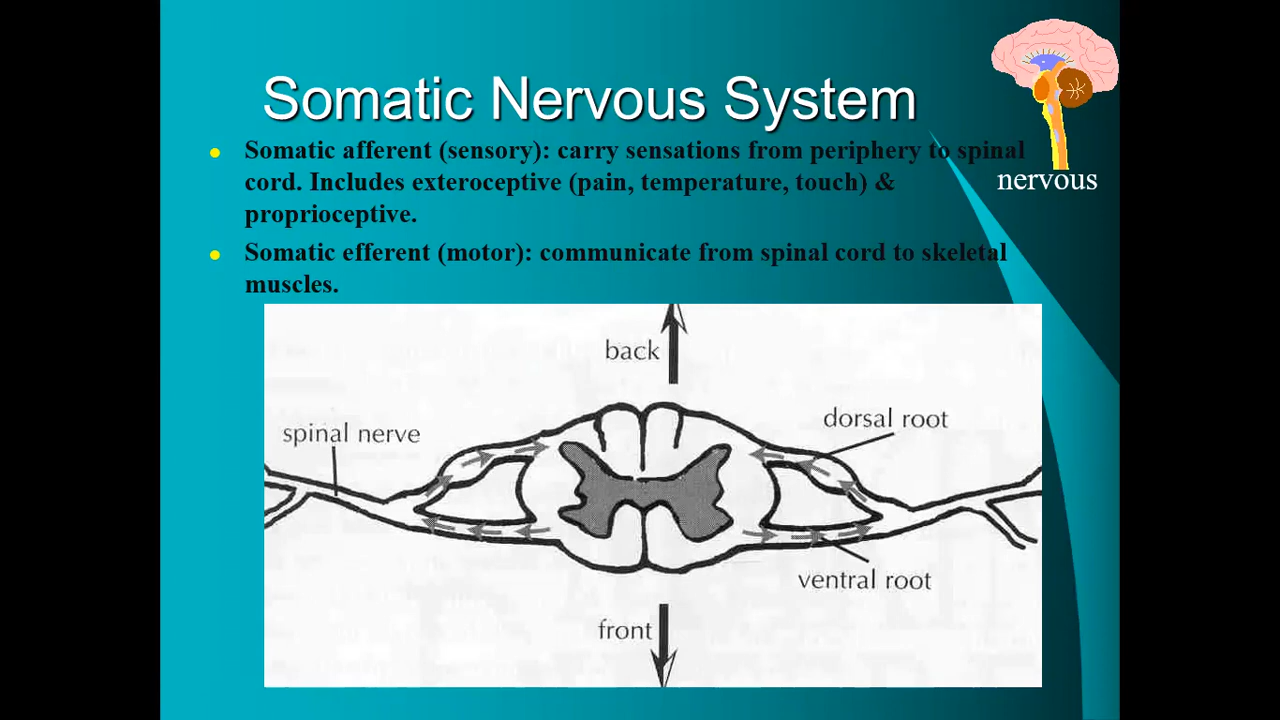 Somatic Nervous System
Somatic afferent (sensory): carry sensations from periphery to spinal
cord. Includes exteroceptive (pain, temperature, touch) &
proprioceptive.
nervous
Somatic efferent (motor): communicate from spinal cord to skeletal
muscles.
back
dorsal root
spinal nerve
ventral root
front